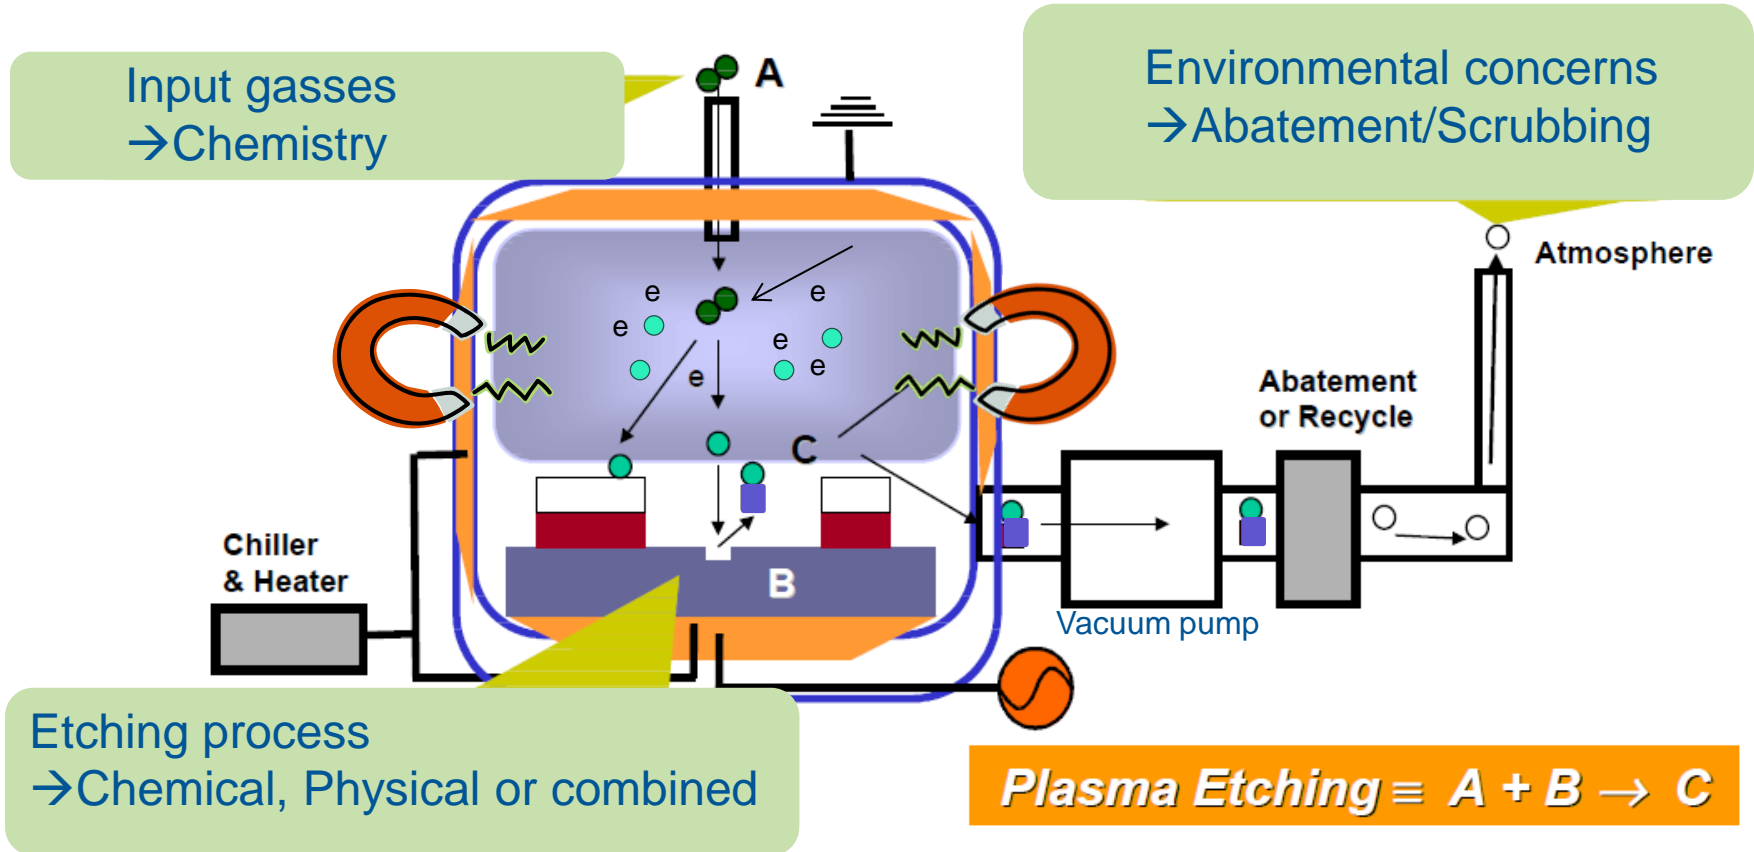 Input gasses
→Chemistry
A
Environmental concerns
→Abatement/Scrubbing
Atmosphere
e
e
e
e
e
e
C
Abatement
or Recycle
Chiller
& Heater
B
Vacuum pump
Etching process
→Chemical, Physical or combined
Plasma Etching ≡ A + B → C